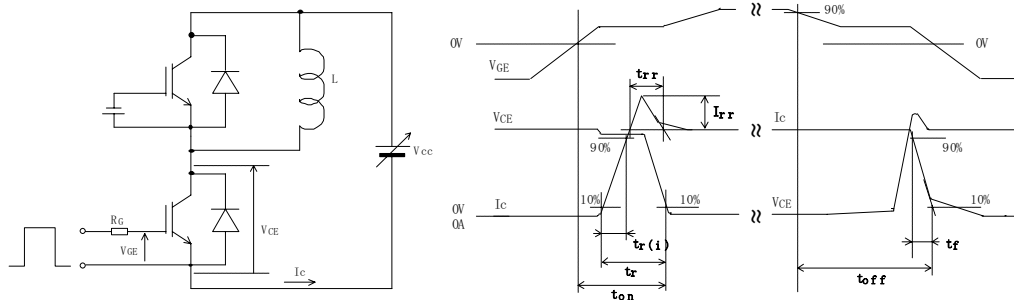 L
Vcc
RG
VGE
VCE
Ic
90%
0V
0V
VGE
trr
Irr
VCE
Ic
90%
90%
10%
10%
VCE
10%
Ic
0V
0A
tr(i)
tf
tr
toff
ton